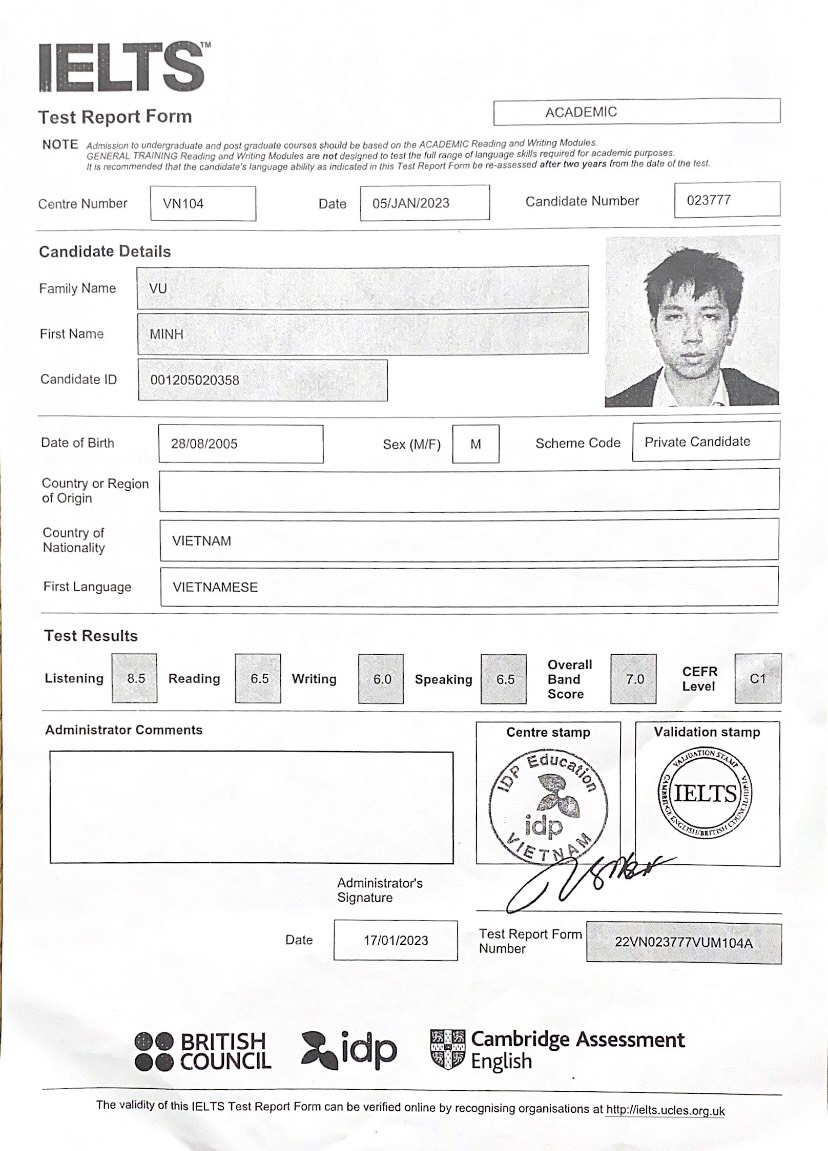 IELTS™
Test Report Form
ACADEMIC
NOTE Admission to undergraduate and post graduate courses should be based on the ACADEMIC Reading and Writing Modules.
GENERAL TRAINING Reading and Writing Modules are not designed to test the full range of language skills required for academic purposes.
It is recommended that the candidate's language ability as indicated in this Test Report Form be re-assessed after two years from the date of the test.
Centre Number VN104 Date 05/JAN/2023 Candidate Number 023777
Candidate Details
Family Name VU
First Name MINH
Candidate ID 001205020358
Date of Birth 28/08/2005 Sex (M/F) M Scheme Code Private Candidate
Country or Region
of Origin
Country of
Nationality VIETNAM
First Language VIETNAMESE
Test Results
Listening 8.5 Reading 6.5 Writing 6.0 Speaking 6.5 Overall Band Score 7.0 CEFR Level C1
Administrator Comments
Centre stamp
IDP Education
idp
VIETNAM
Validation stamp
VALIDATION STAMP
IELTS
CAMBRIDGE ENGLISH/BRITISH COUNCIL/IDP:IA
Administrator's
Signature
Date 17/01/2023
Test Report Form
Number 22VN023777VUM104A
BRITISH
COUNCIL
idp
Cambridge Assessment
English
The validity of this IELTS Test Report Form can be verified online by recognising organisations at http://ielts.ucles.org.uk